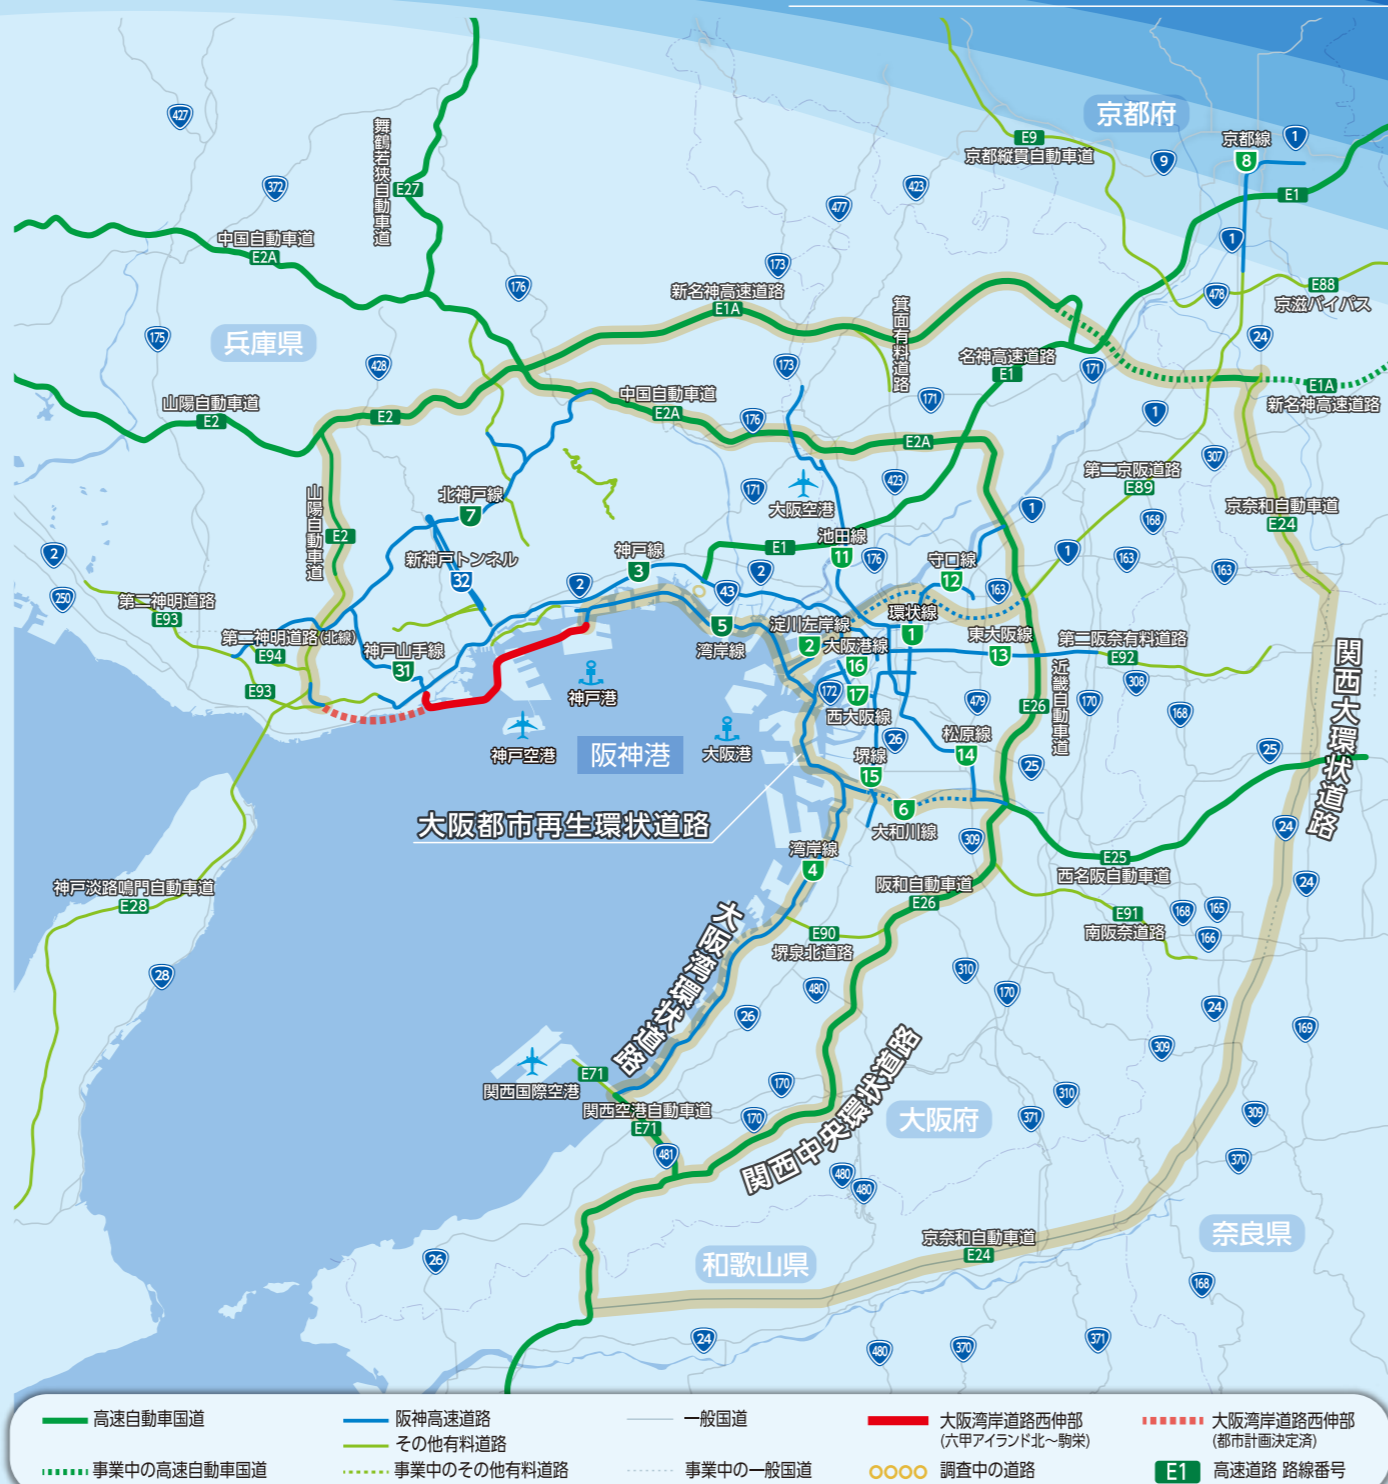 京都府
京都線
8
1
E9
京都縦貫自動車道
9
427
舞鶴若狭自動車道
E27
372
423
477
E1
1
中国自動車道
E2A
173
176
478
E88
京滋バイパス
新名神高速道路
E1A
箕面有料道路
175
兵庫県
428
24
名神高速道路
E1
171
173
E1A
新名神高速道路
山陽自動車道
E2
E2
中国自動車道
E2A
176
171
1
E2A
307
第二京阪道路
E89
423
171
大阪空港
北神戸線
7
山陽自動車道
E2
京奈和自動車道
E24
168
1
池田線
11
E1
176
1
163
163
2
250
新神戸トンネル
32
神戸線
3
2
2
43
守口線
12
163
第二神明道路
E93
第二神明道路(北線)
E94
神戸山手線
31
5
湾岸線
淀川左岸線
2
環状線
1
大阪港線
16
東大阪線
13
第二阪奈有料道路
E92
関西大環状道路
E93
172
17
西大阪線
神戸港
神戸空港
阪神港
大阪港
479
近畿自動車道
E26
170
308
168
26
松原線
14
25
25
堺線
15
大阪都市再生環状道路
6
大和川線
309
24
湾岸線
4
E25
西名阪自動車道
神戸淡路鳴門自動車道
E28
阪和自動車道
E26
24
大阪湾環状道路
E91
南阪奈道路
168
165
166
E90
堺泉北道路
28
480
310
170
26
24
169
309
関西国際空港
E71
関西空港自動車道
E71
170
170
関西中央環状道路
大阪府
310
371
309
481
480
480
370
26
京奈和自動車道
E24
和歌山県
奈良県
168
24
480
370
371
高速自動車国道
阪神高速道路
一般国道
大阪湾岸道路西伸部
(六甲アイランド北〜駒栄)
大阪湾岸道路西伸部
(都市計画決定済)
その他有料道路
事業中の高速自動車国道
事業中のその他有料道路
事業中の一般国道
調査中の道路
E1
高速道路 路線番号